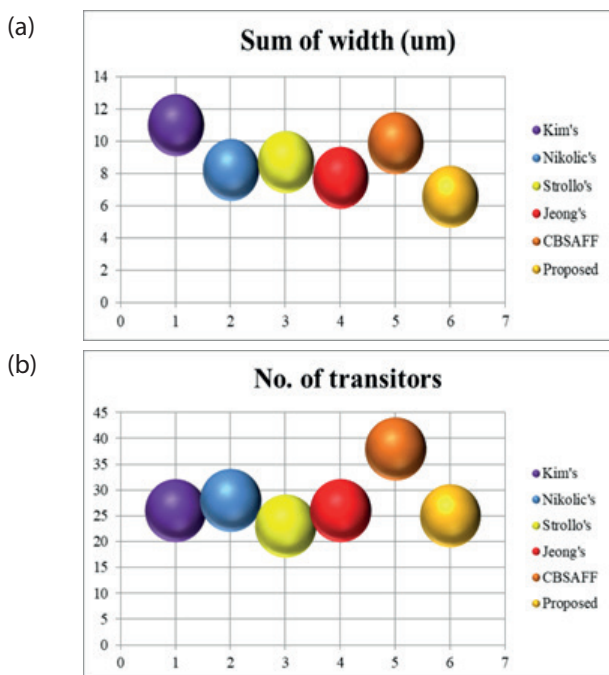 (a)
Sum of width (um)
14
12
10
8
6
4
2
0
0 1 2 3 4 5 6 7
Kim's
Nikolic's
Strollo's
Jeong's
CBSAFF
Proposed
(b)
No. of transitors
45
40
35
30
25
20
15
10
5
0
0 1 2 3 4 5 6 7
Kim's
Nikolic's
Strollo's
Jeong's
CBSAFF
Proposed